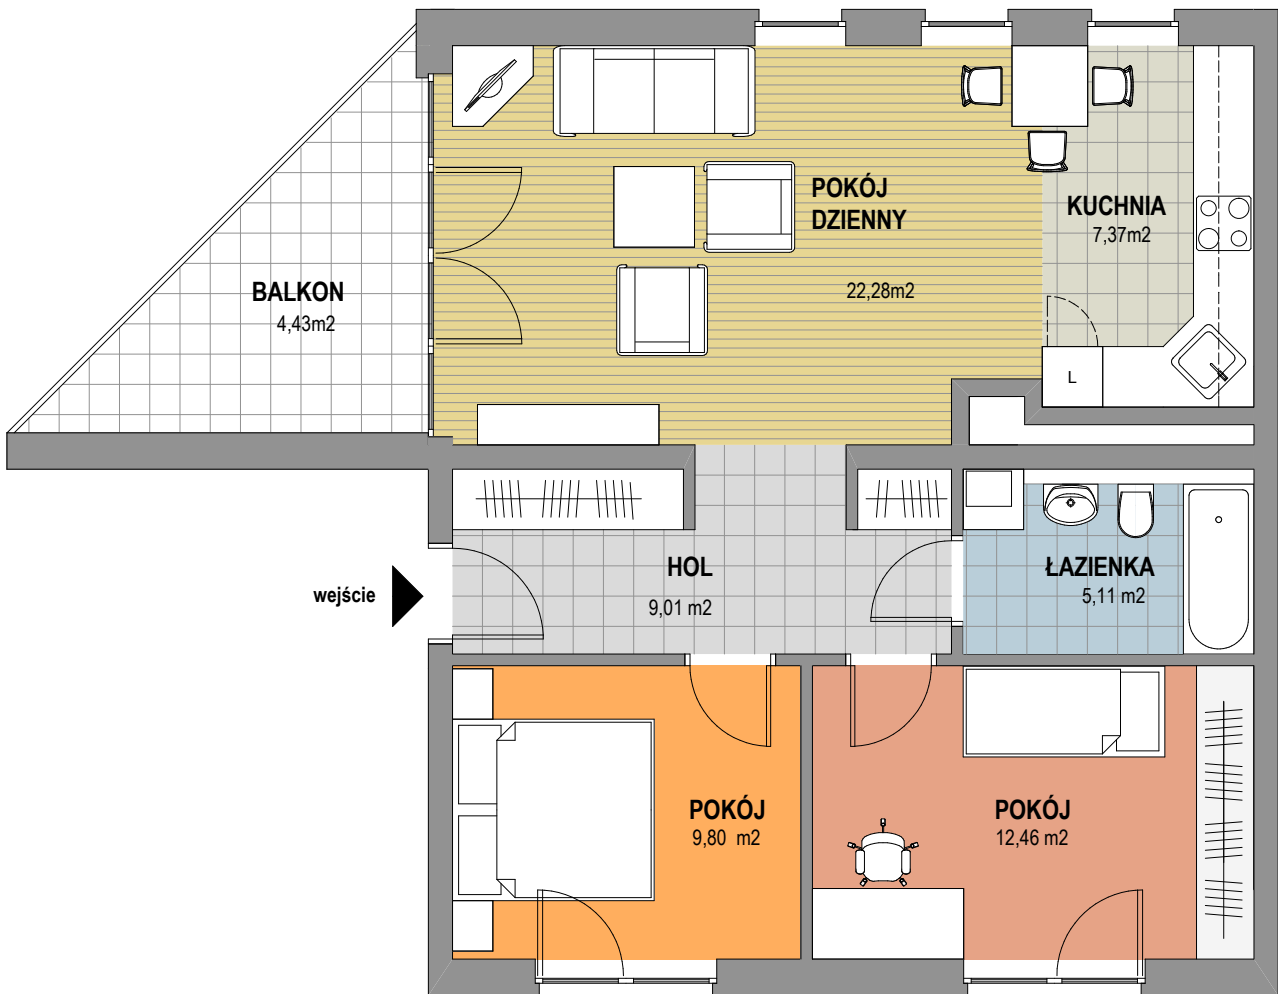 POKÓJ
DZIENNY
22,28m2
KUCHNIA
7,37m2
BALKON
4,43m2
L
HOL
9,01 m2
ŁAZIENKA
5,11 m2
wejście
POKÓJ
9,80 m2
POKÓJ
12,46 m2